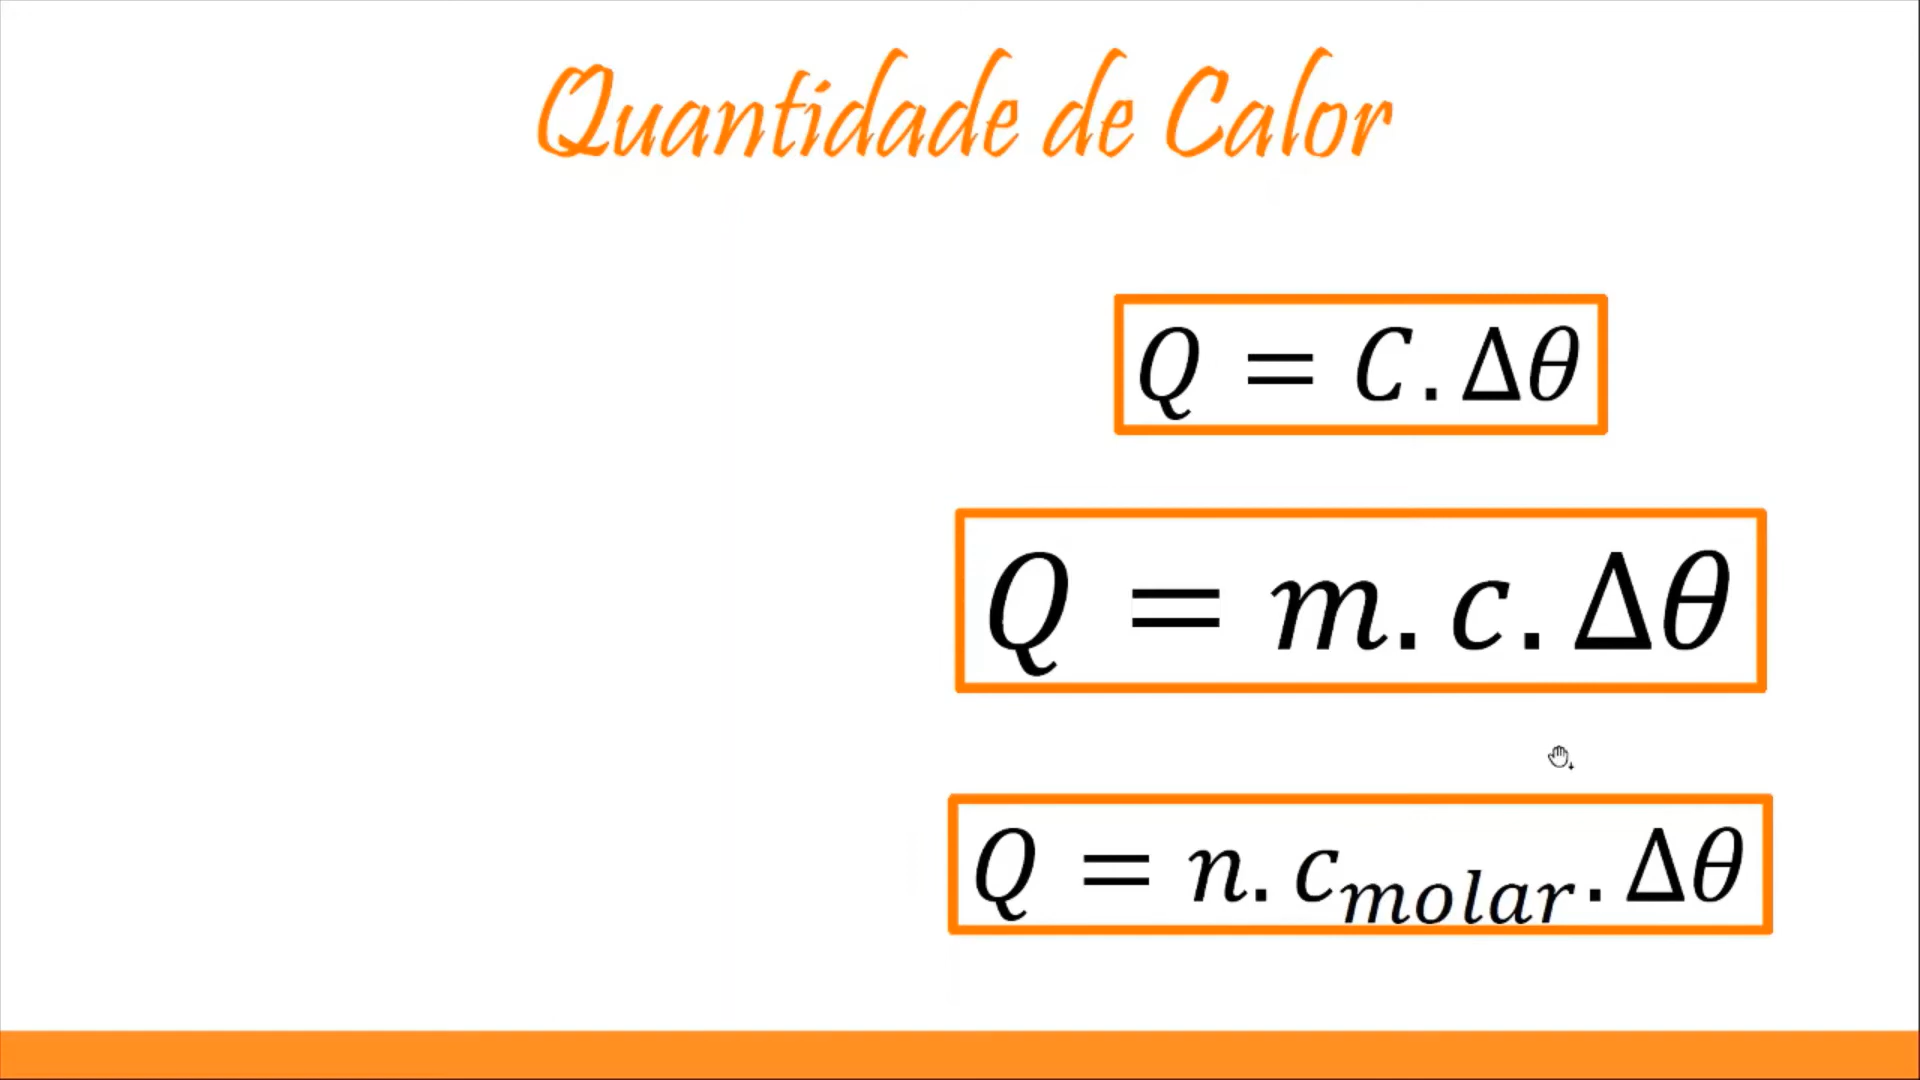 Quantidade de Calor
Q = C . Δθ
Q = m . c . Δθ
Q = n . c_molar . Δθ